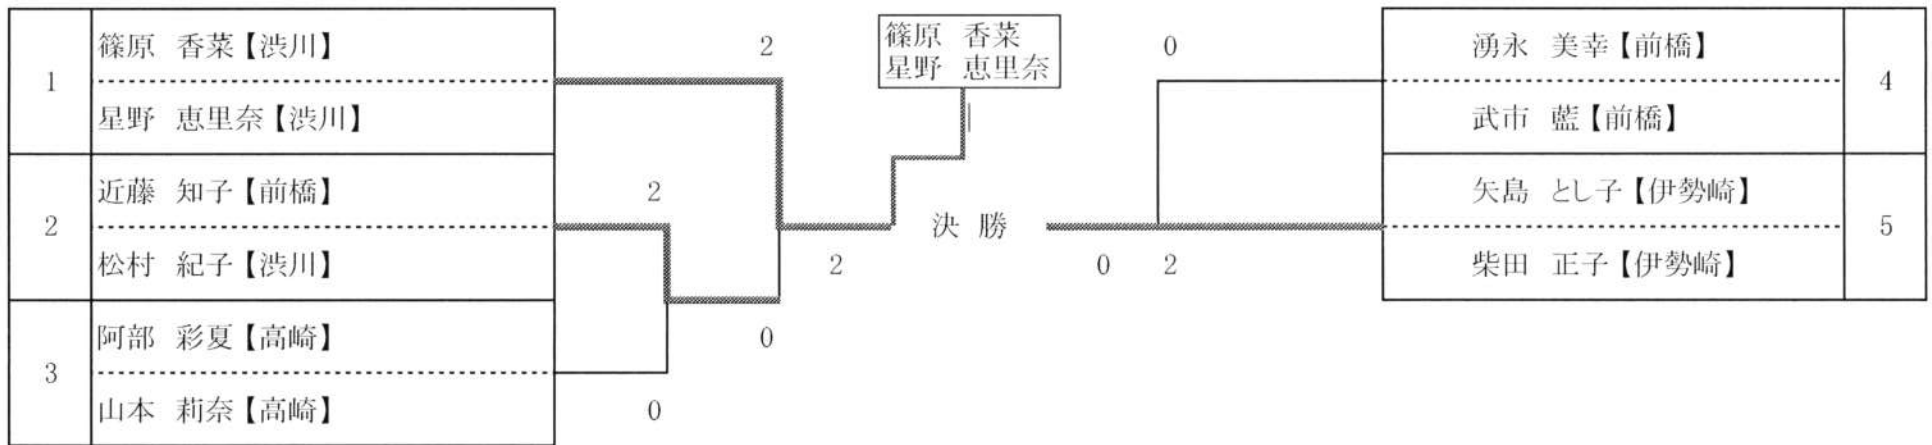 1
篠原 香菜【渋川】
星野 恵里奈【渋川】
2
近藤 知子【前橋】
松村 紀子【渋川】
3
阿部 彩夏【高崎】
山本 莉奈【高崎】
2
2
0
0
2
篠原 香菜
星野 恵里奈
決 勝
0
0
2
湧永 美幸【前橋】
武市 藍【前橋】
4
矢島 とし子【伊勢崎】
柴田 正子【伊勢崎】
5